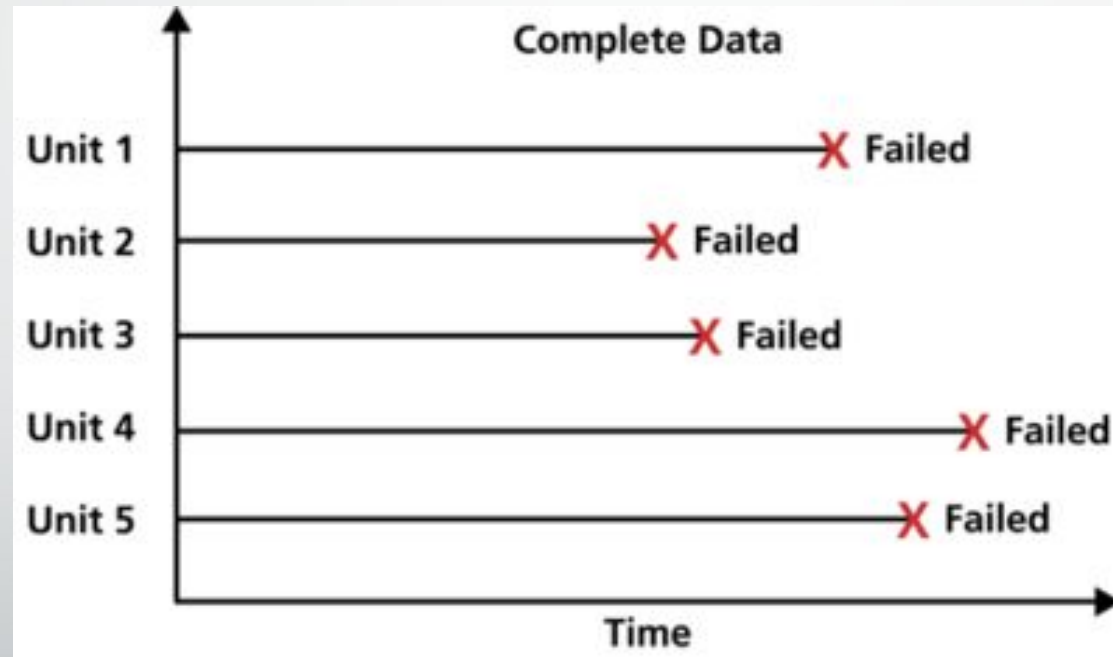 Complete Data
Unit 1 X Failed
Unit 2 X Failed
Unit 3 X Failed
Unit 4 X Failed
Unit 5 X Failed
Time